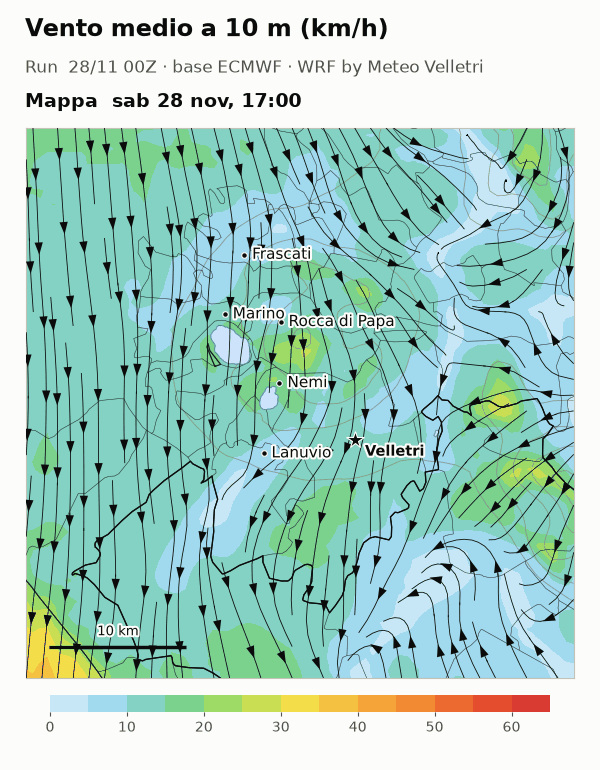 Vento medio a 10 m (km/h)
Run  28/11 00Z · base ECMWF · WRF by Meteo Velletri
Mappa  sab 28 nov, 17:00
Frascati
Marino
Rocca di Papa
Nemi
Velletri
Lanuvio
10 km
0 10 20 30 40 50 60